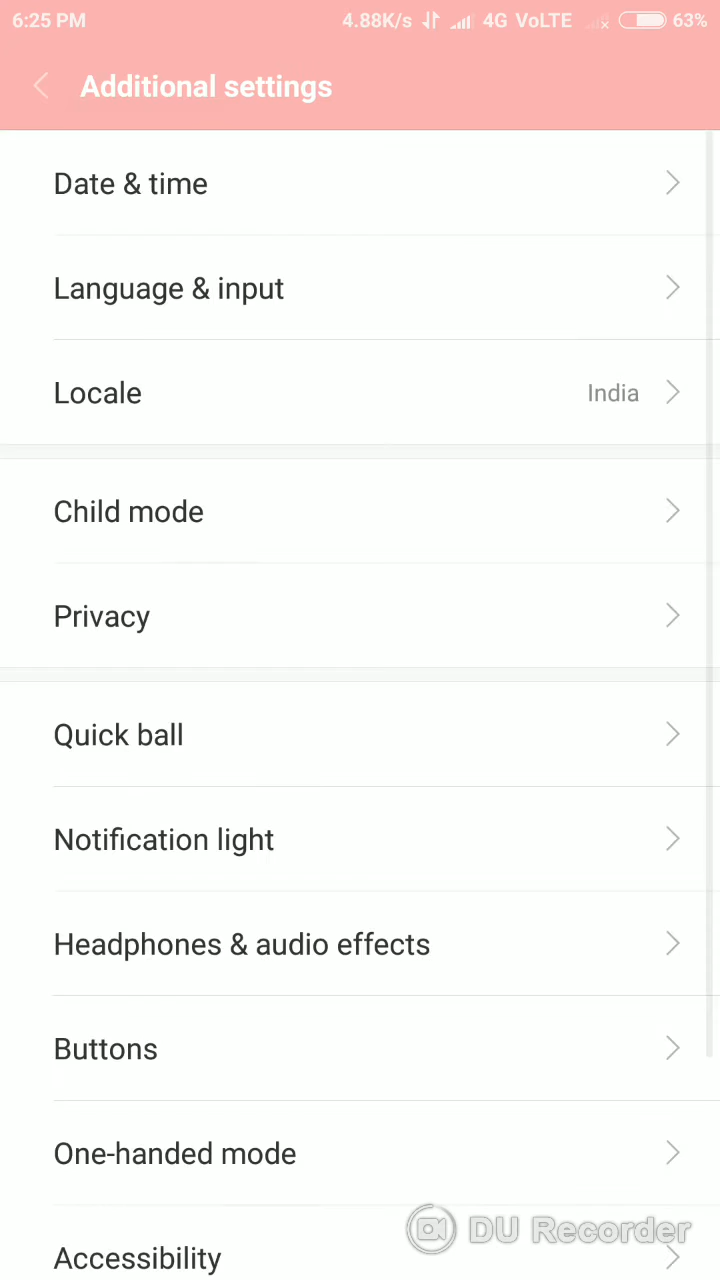 6:25 PM 4.88K/s 4G VoLTE 63%
Additional settings
Date & time
Language & input
Locale India
Child mode
Privacy
Quick ball
Notification light
Headphones & audio effects
Buttons
One-handed mode
DU Recorder
Accessibility